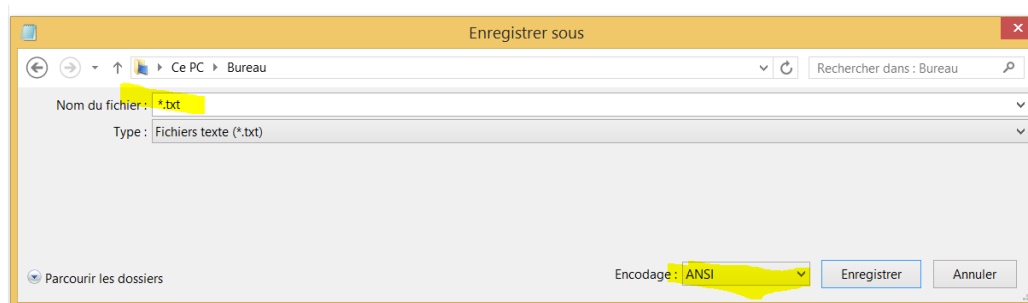 Enregistrer sous
Ce PC Bureau
Rechercher dans : Bureau
Nom du fichier : *.txt
Type : Fichiers texte (*.txt)
Parcourir les dossiers
Encodage : ANSI
Enregistrer
Annuler